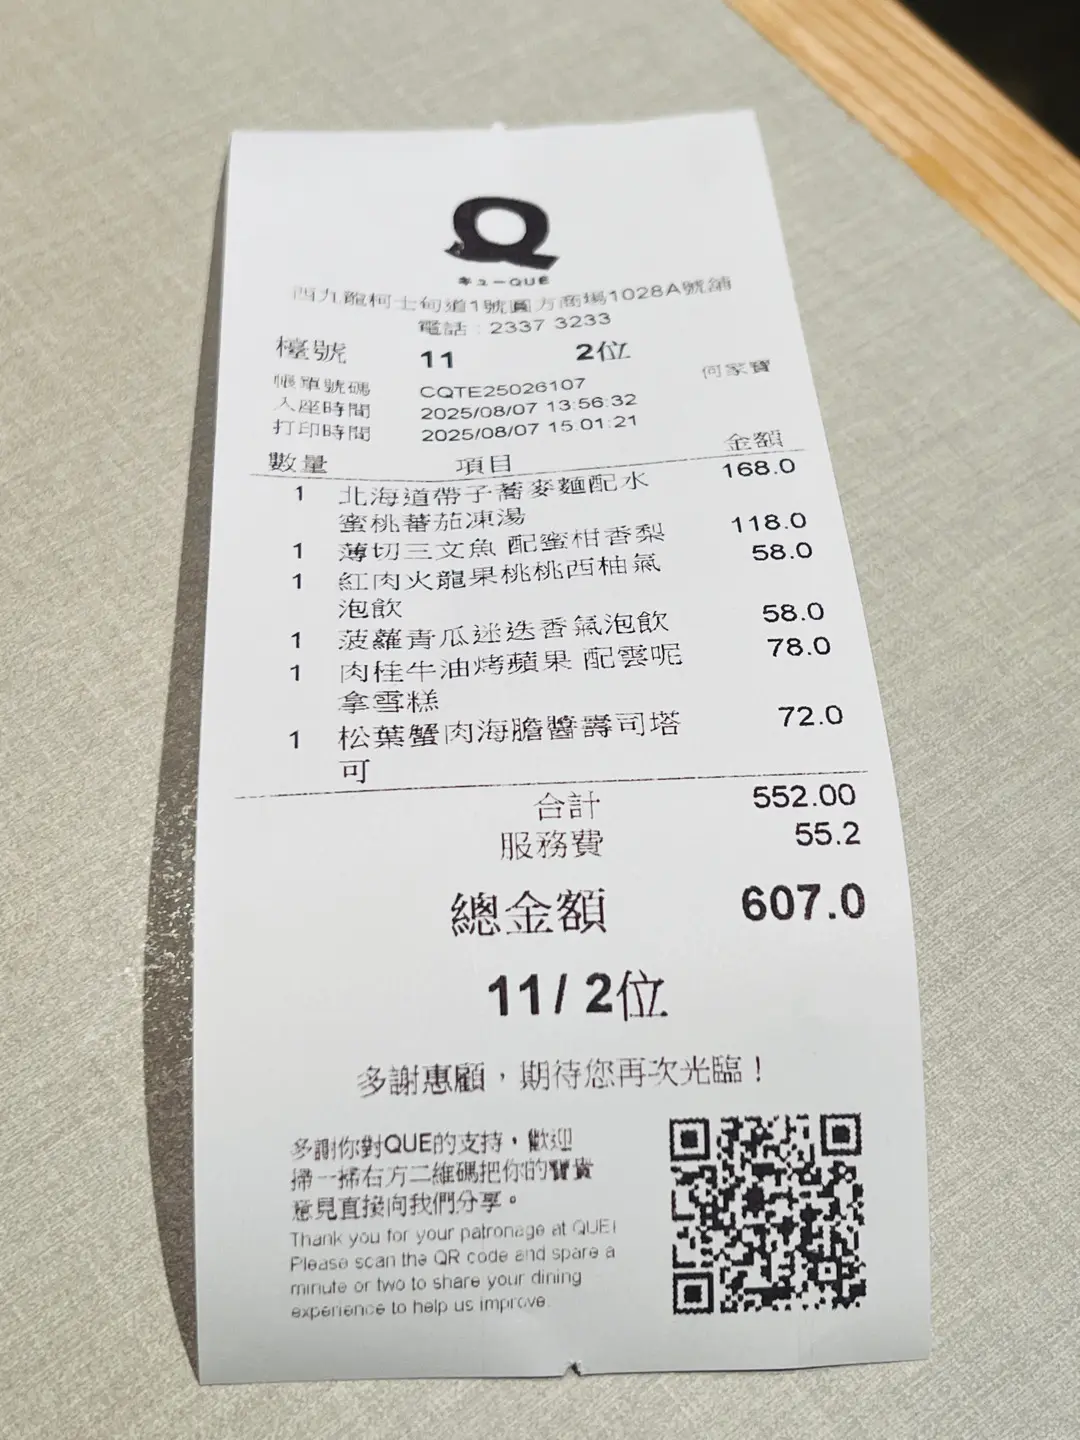 Q
キューQUE
西九龍柯士甸道1號圓方商場1028A號舖
電話：2337 3233
檯號 11 2位
帳單號碼 CQTE25026107 何家寶
入座時間 2025/08/07 13:56:32
打印時間 2025/08/07 15:01:21
數量 項目 金額
1 北海道帶子蕎麥麵配水 168.0
蜜桃蕃茄凍湯
1 薄切三文魚 配蜜柑香梨 118.0
1 紅肉火龍果桃桃西柚氣 58.0
泡飲
1 菠蘿青瓜迷迭香氣泡飲 58.0
1 肉桂牛油烤蘋果 配雲呢 78.0
拿雪糕
1 松葉蟹肉海膽醬壽司塔 72.0
可
合計 552.00
服務費 55.2
總金額 607.0
11/ 2位
多謝惠顧，期待您再次光臨！
多謝你對QUE的支持，歡迎
掃一掃右方二維碼把你的寶貴
意見直接向我們分享。
Thank you for your patronage at QUE!
Please scan the QR code and spare a
minute or two to share your dining
experience to help us improve.